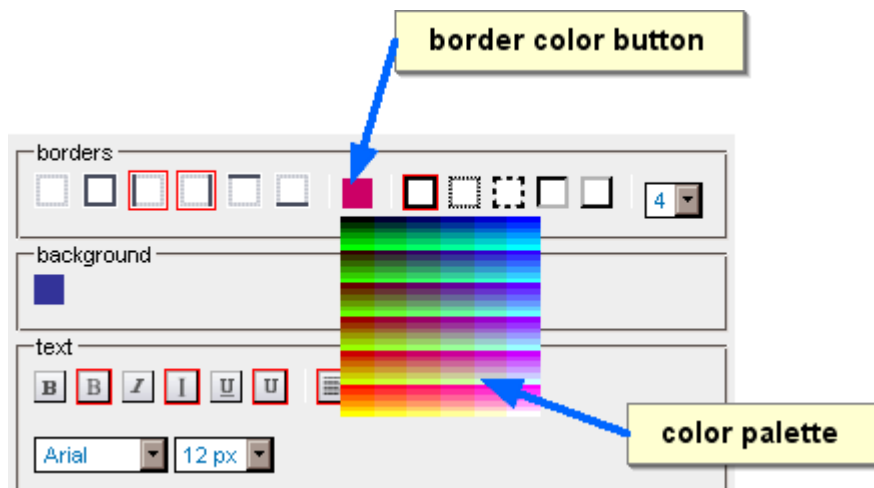 border color button
borders
4
background
text
B B I I U U
color palette
Arial 12 px